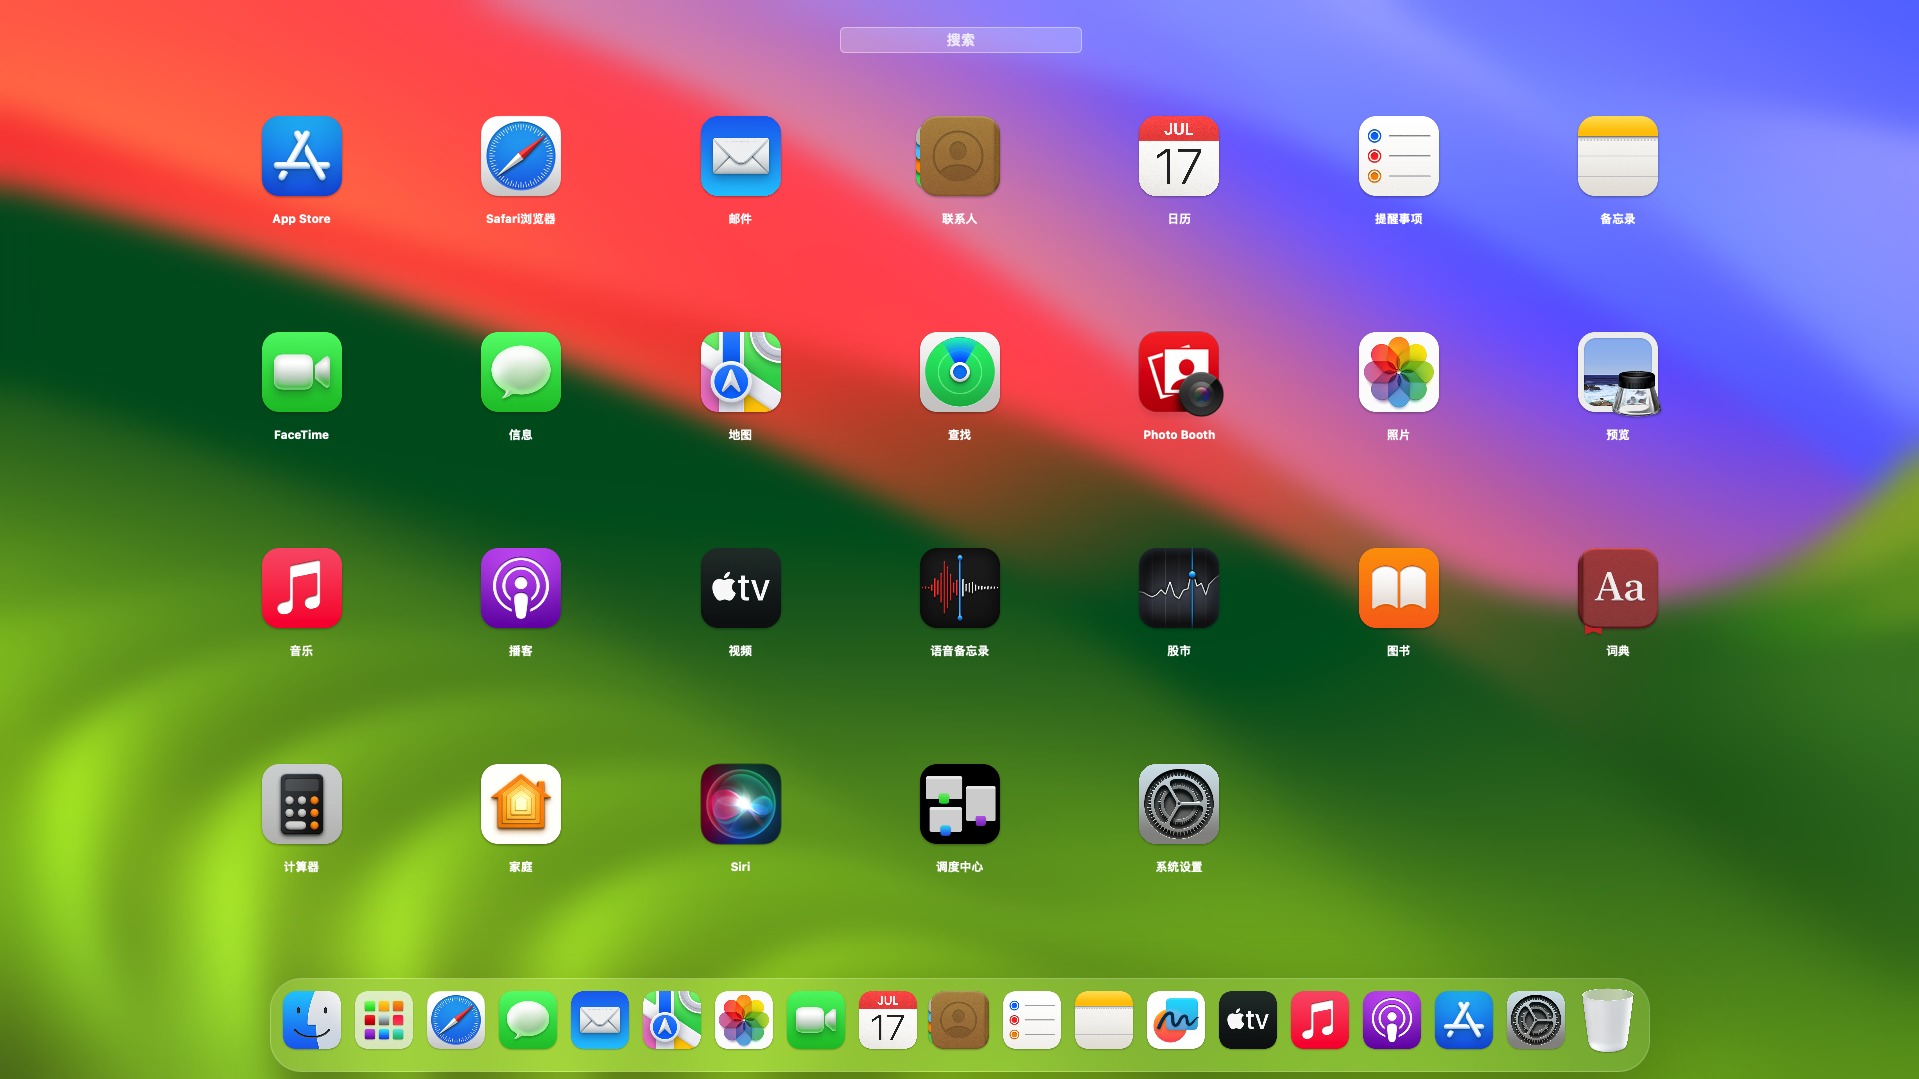 搜索
App Store
Safari浏览器
邮件
联系人
JUL
17
日历
提醒事项
备忘录
FaceTime
信息
地图
查找
Photo Booth
照片
预览
音乐
播客
tv
视频
语音备忘录
股市
图书
Aa
词典
计算器
家庭
Siri
调度中心
系统设置
JUL
17
tv